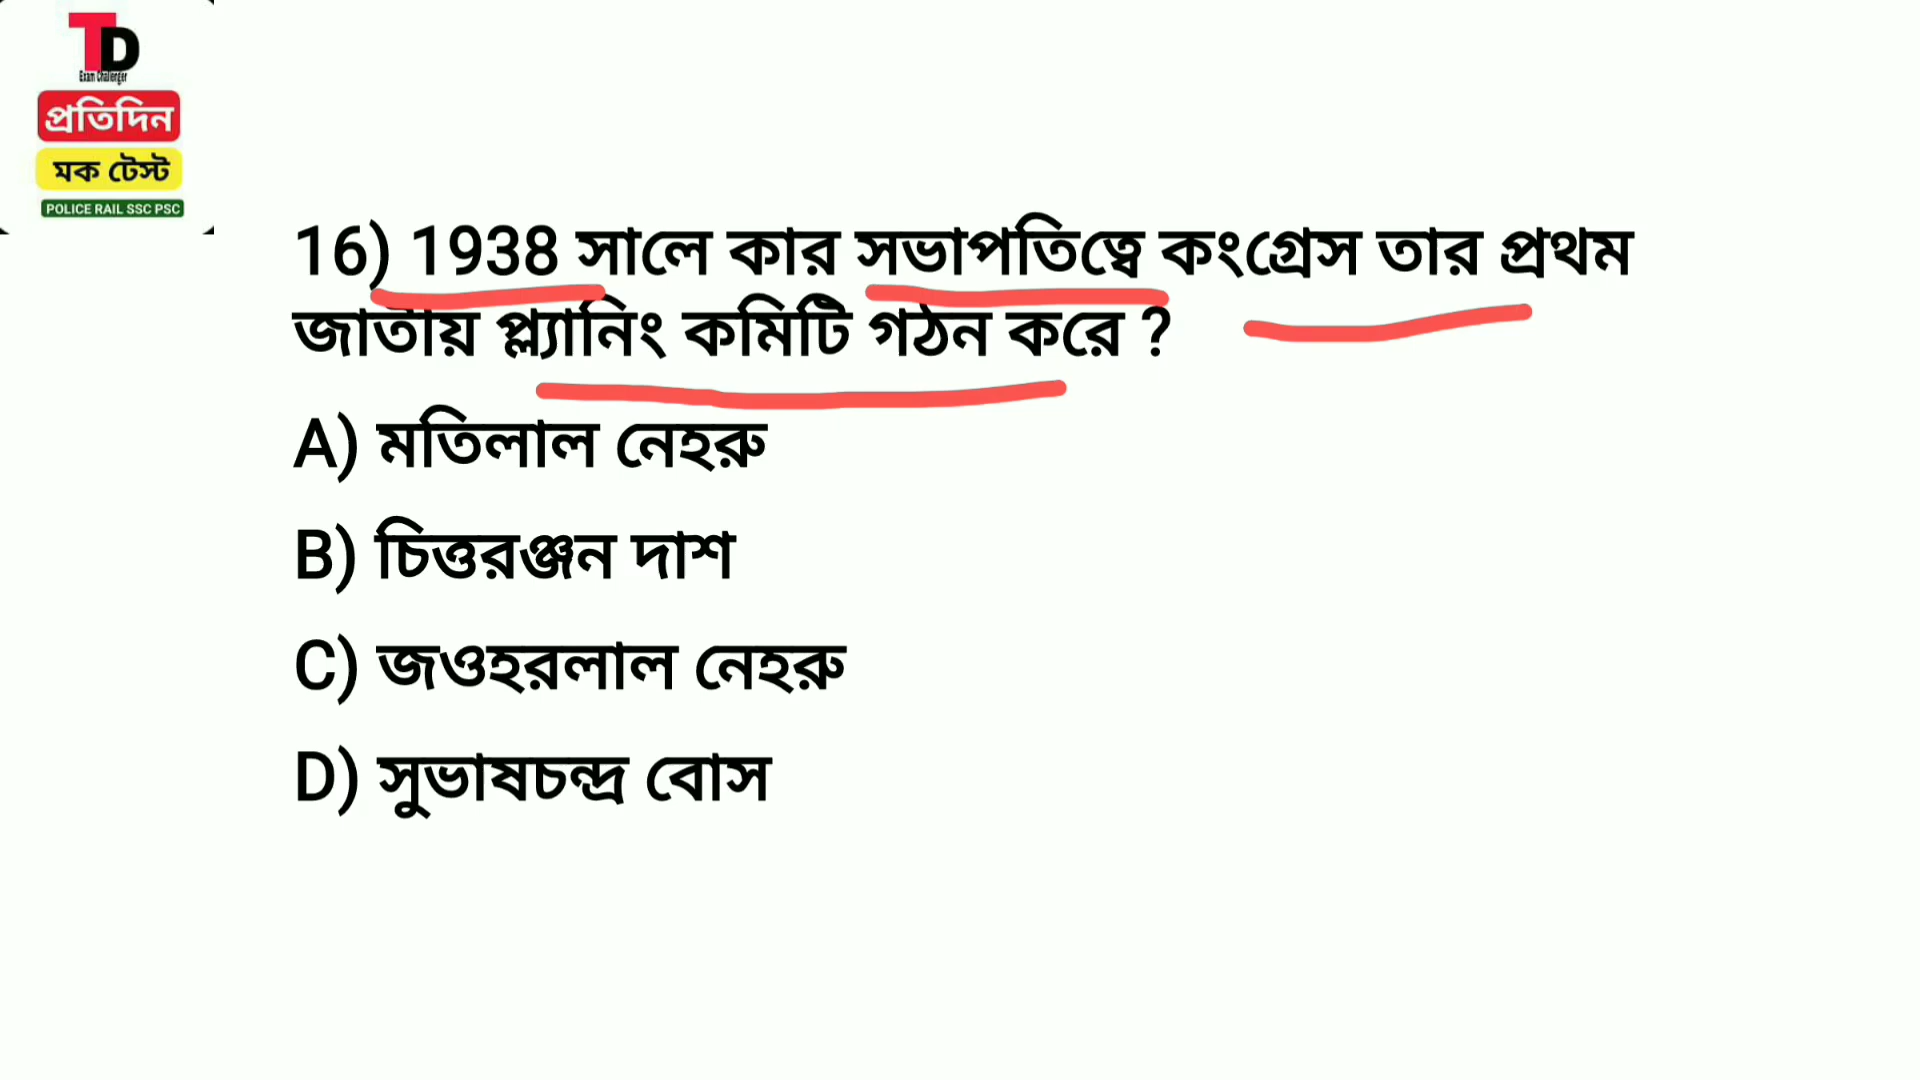 TD
Exam Challenger
প্রতিদিন
মক টেস্ট
POLICE RAIL SSC PSC
16) 1938 সালে কার সভাপতিত্বে কংগ্রেস তার প্রথম
জাতীয় প্ল্যানিং কমিটি গঠন করে ?
A) মতিলাল নেহরু
B) চিত্তরঞ্জন দাশ
C) জওহরলাল নেহরু
D) সুভাষচন্দ্র বোস